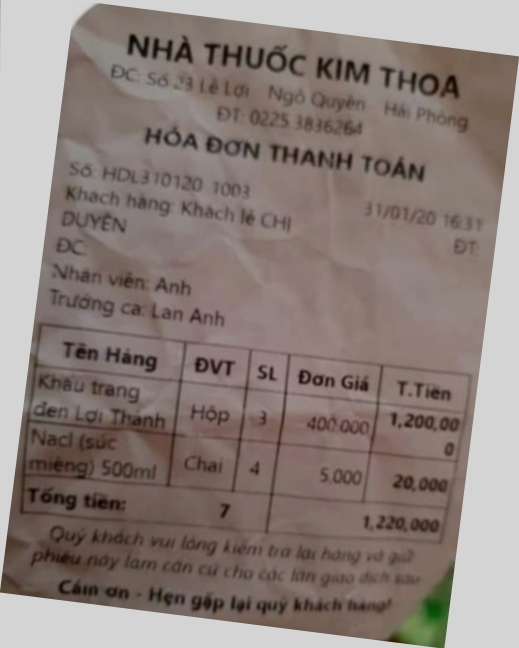 NHÀ THUỐC KIM THOA
ĐC: Số 23 Lê Lợi Ngô Quyền Hải Phòng
ĐT: 0225 3836264
HÓA ĐƠN THANH TOÁN
Số: HDL310120 1003 31/01/20 16:31
Khách hàng: Khách lẻ CHỊ ĐT:
DUYÊN
ĐC:
Nhân viên: Anh
Trưởng ca: Lan Anh
Tên Hàng ĐVT SL Đơn Giá T.Tiền
Khẩu trang Hộp 3 400.000 1,200,00
đen Lợi Thành 0
Nacl (súc Chai 4 5,000 20,000
miệng) 500ml
Tổng tiền: 7 1,220,000
Quý khách vui lòng kiểm tra lại hàng và giữ
phiếu này làm căn cứ cho các lần giao dịch sau
Cảm ơn - Hẹn gặp lại quý khách hàng!